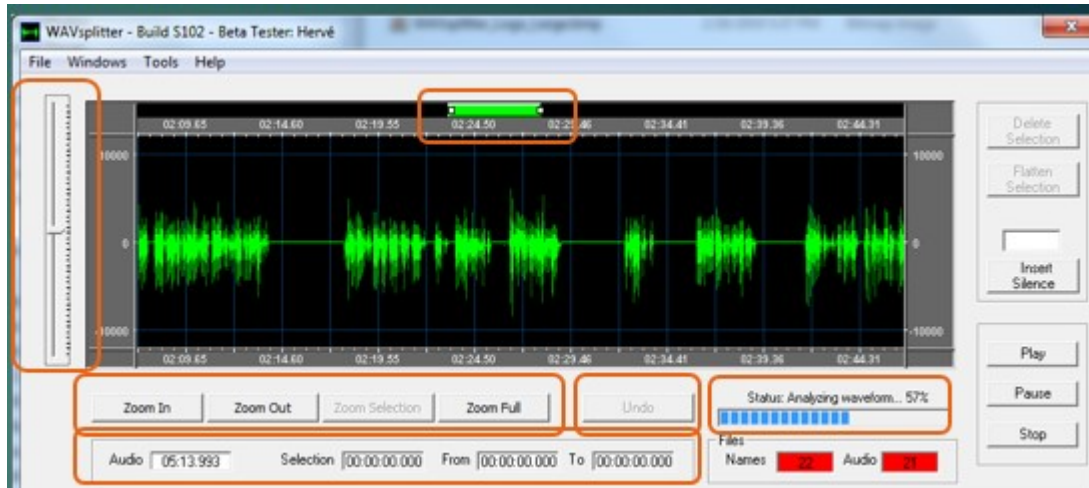 WAVsplitter - Build S102 - Beta Tester: Hervé
File Windows Tools Help
02:09.65 02:14.60 02:19.55 02:24.50 02:29.46 02:34.41 02:39.36 02:44.31
10000 10000
0 0
-10000 -10000
02:09.65 02:14.60 02:19.55 02:24.50 02:29.46 02:34.41 02:39.36 02:44.31
Delete
Selection
Flatten
Selection
Insert
Silence
Play
Pause
Stop
Zoom In Zoom Out Zoom Selection Zoom Full Undo
Status: Analyzing waveform... 57%
Audio 05:13.993 Selection 00:00:00.000 From 00:00:00.000 To 00:00:00.000
Files
Names 22 Audio 21